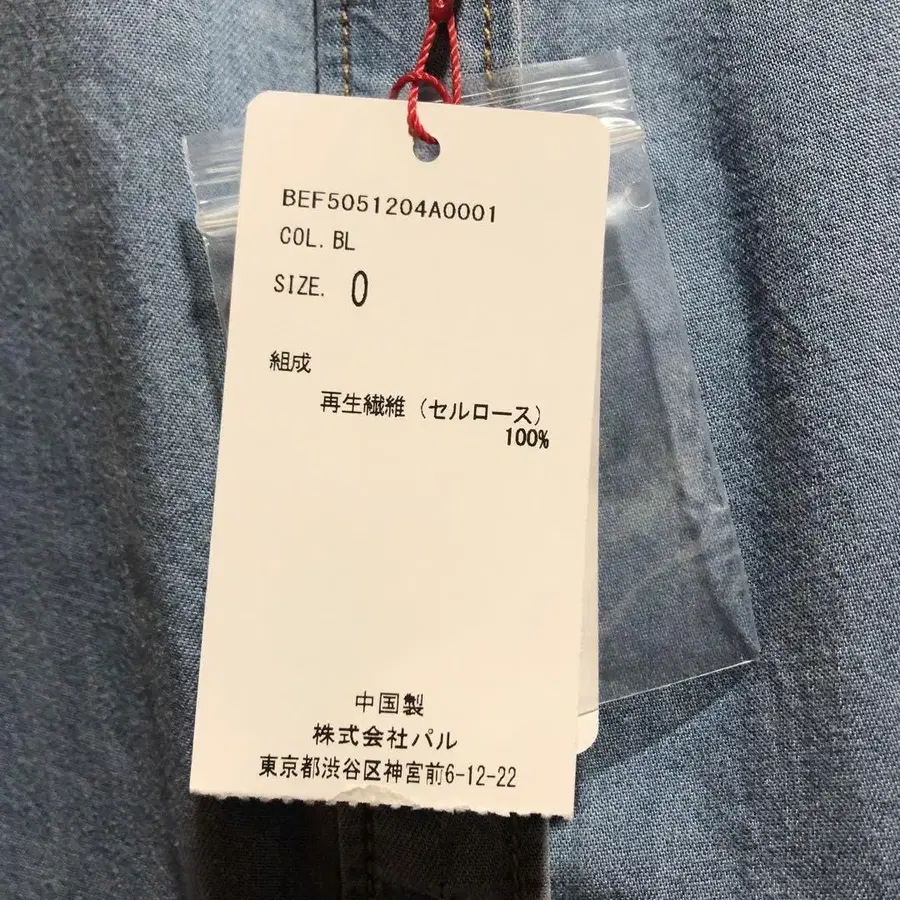 BEF5051204A0001
COL. BL
SIZE. 0
組成
再生繊維（セルロース）
100%
中国製
株式会社パル
東京都渋谷区神宮前6-12-22